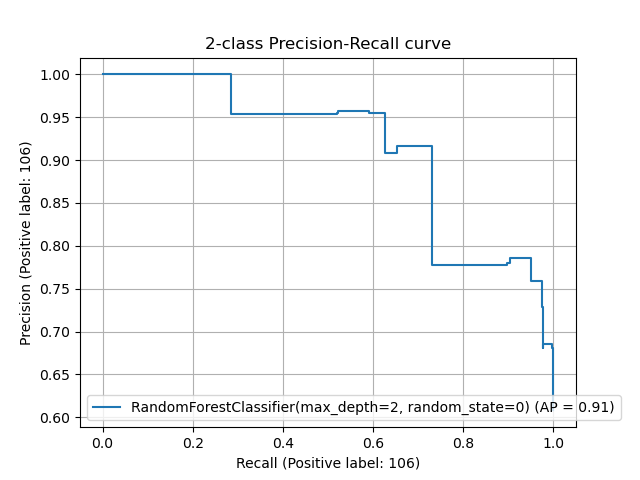 2-class Precision-Recall curve
Precision (Positive label: 106)
1.00
0.95
0.90
0.85
0.80
0.75
0.70
0.65
0.60
RandomForestClassifier(max_depth=2, random_state=0) (AP = 0.91)
0.0 0.2 0.4 0.6 0.8 1.0
Recall (Positive label: 106)